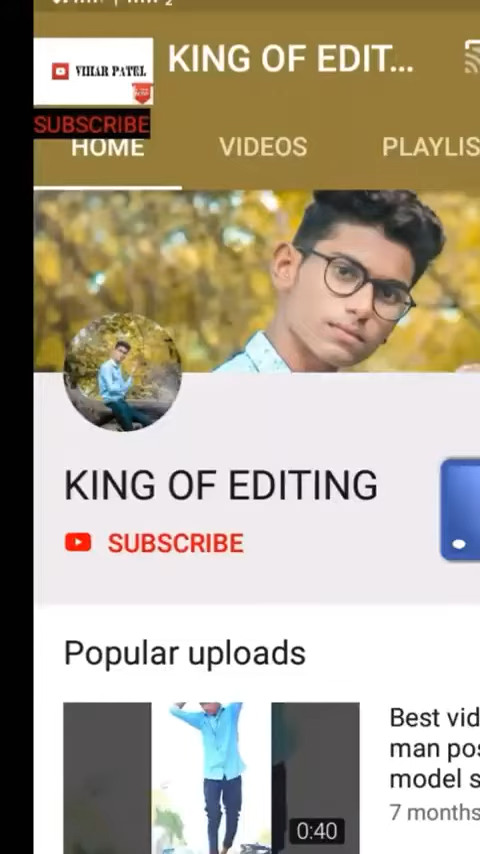 VIHAR PATEL
KING OF EDIT...
SUBSCRIBE
HOME
VIDEOS
PLAYLIS
KING OF EDITING
SUBSCRIBE
Popular uploads
Best vid
man pos
model s
7 months
0:40